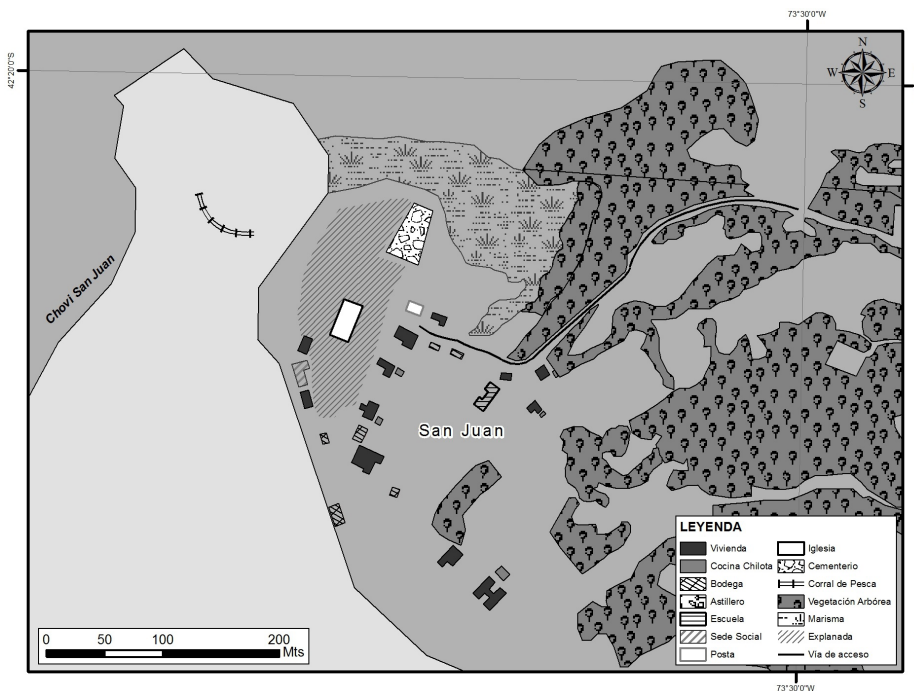 73°30'0"W
42°20'0"S
N
W E
S
Chovi San Juan
San Juan
LEYENDA
Vivienda
Iglesia
Cocina Chilota
Cementerio
Bodega
Corral de Pesca
Astillero
Vegetación Arbórea
Escuela
Marisma
Sede Social
Explanada
Posta
Vía de acceso
0 50 100 200
Mts
73°30'0"W